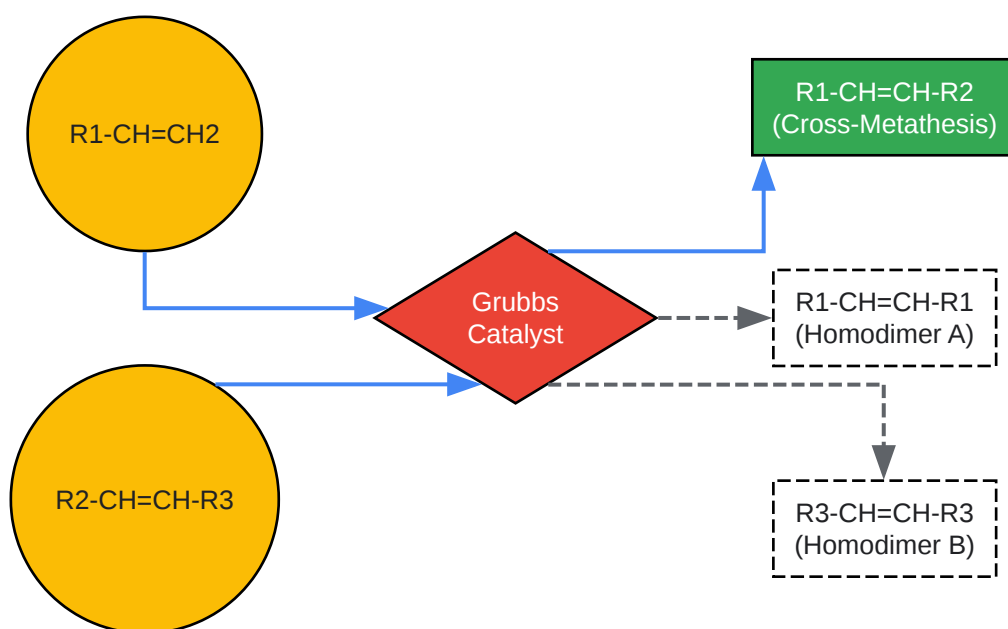 R1-CH=CH2
R1-CH=CH-R2
(Cross-Metathesis)
Grubbs
Catalyst
R1-CH=CH-R1
(Homodimer A)
R2-CH=CH-R3
R3-CH=CH-R3
(Homodimer B)